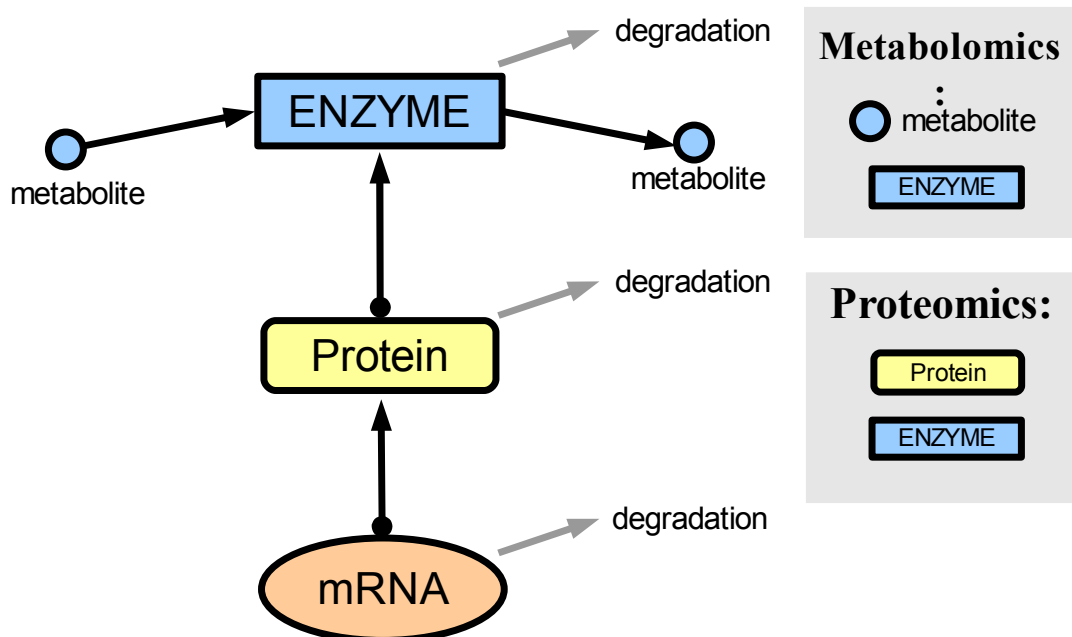 degradation
ENZYME
metabolite
metabolite
degradation
Protein
degradation
mRNA
Metabolomics
:
metabolite
ENZYME
Proteomics:
Protein
ENZYME